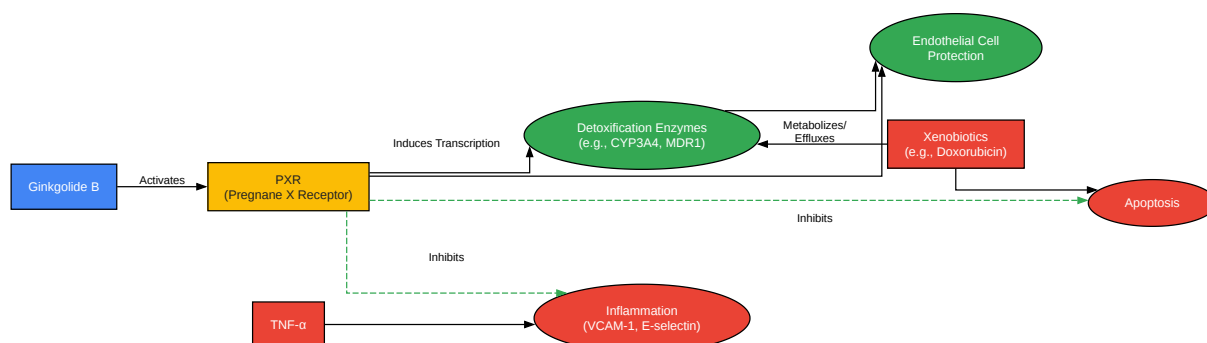 Endothelial Cell
Protection
Detoxification Enzymes
(e.g., CYP3A4, MDR1)
Metabolizes/
Effluxes
Xenobiotics
(e.g., Doxorubicin)
Induces Transcription
Ginkgolide B
Activates
PXR
(Pregnane X Receptor)
Apoptosis
Inhibits
Inhibits
TNF-α
Inflammation
(VCAM-1, E-selectin)